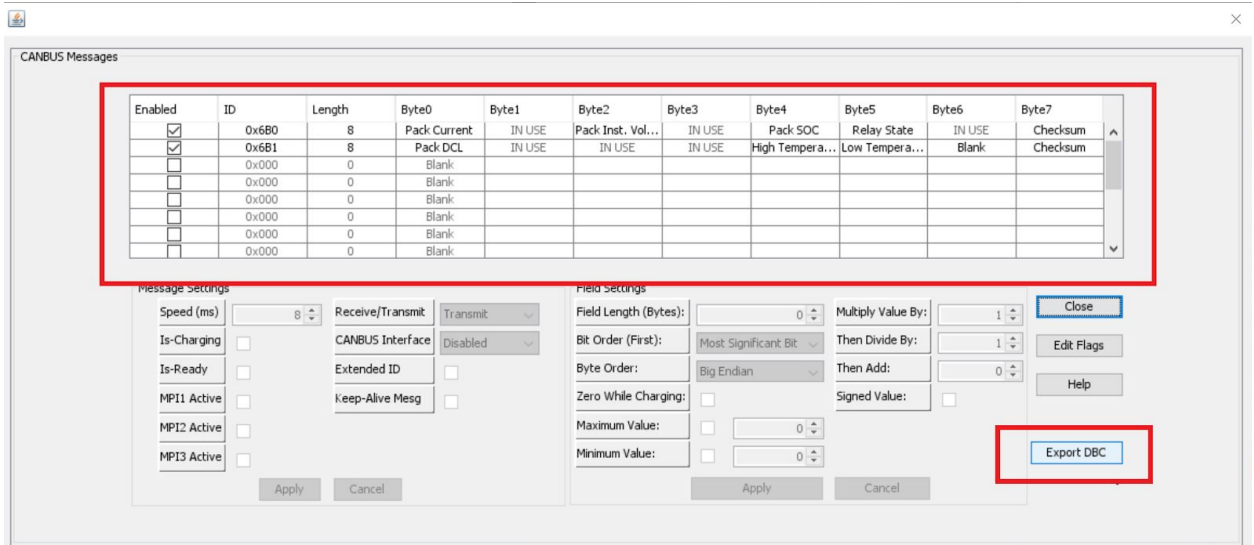 CANBUS Messages
Enabled ID Length Byte0 Byte1 Byte2 Byte3 Byte4 Byte5 Byte6 Byte7
0x6B0 8 Pack Current IN USE Pack Inst. Vol... IN USE Pack SOC Relay State IN USE Checksum
0x6B1 8 Pack DCL IN USE IN USE IN USE High Tempera... Low Tempera... Blank Checksum
0x000 0 Blank
0x000 0 Blank
0x000 0 Blank
0x000 0 Blank
0x000 0 Blank
0x000 0 Blank
Message Settings
Speed (ms) 8 Receive/Transmit Transmit
Is-Charging CANBUS Interface Disabled
Is-Ready Extended ID
MPI1 Active Keep-Alive Mesg
MPI2 Active
MPI3 Active
Apply Cancel
Field Settings
Field Length (Bytes): 0 Multiply Value By: 1
Bit Order (First): Most Significant Bit Then Divide By: 1
Byte Order: Big Endian Then Add: 0
Zero While Charging: Signed Value:
Maximum Value: 0
Minimum Value: 0
Apply Cancel
Close
Edit Flags
Help
Export DBC